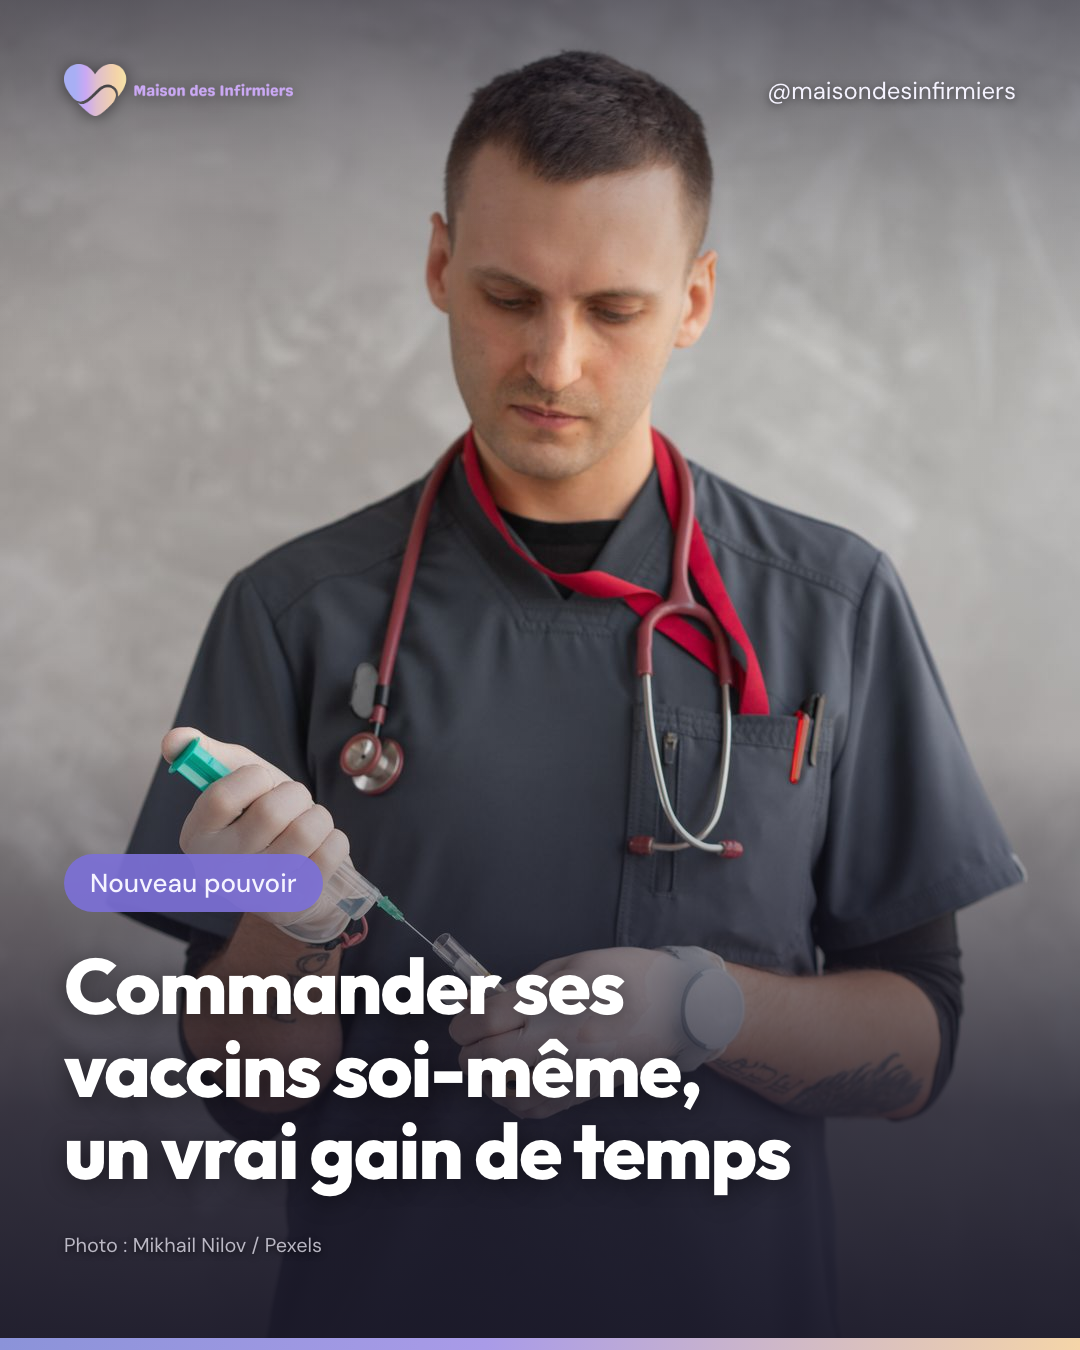 Maison des Infirmiers
@maisondesinfirmiers
Nouveau pouvoir
Commander ses
vaccins soi-même,
un vrai gain de temps
Photo : Mikhail Nilov / Pexels